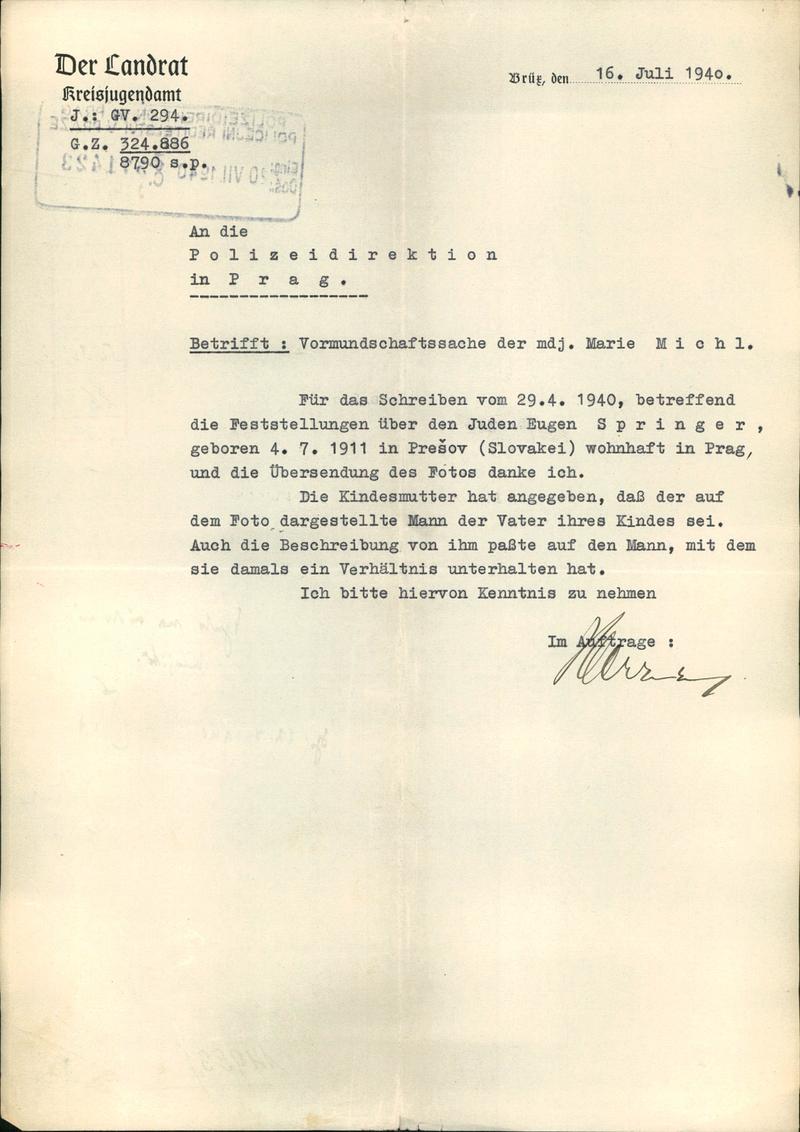 Der Landrat
Kreisjugendamt
J.: GV. 294.
G.Z. 324.886
8790 s.p.
Brüx, den 16. Juli 1940.
An die
P o l i z e i d i r e k t i o n
in P r a g .
Betrifft : Vormundschaftssache der mdj. Marie M i c h l.
Für das Schreiben vom 29.4. 1940, betreffend
die Feststellungen über den Juden Eugen S p r i n g e r ,
geboren 4. 7. 1911 in Prešov (Slovakei) wohnhaft in Prag,
und die Übersendung des Fotos danke ich.
Die Kindesmutter hat angegeben, daß der auf
dem Foto dargestellte Mann der Vater ihres Kindes sei.
Auch die Beschreibung von ihm paßte auf den Mann, mit dem
sie damals ein Verhältnis unterhalten hat.
Ich bitte hiervon Kenntnis zu nehmen
Im Auftrage :